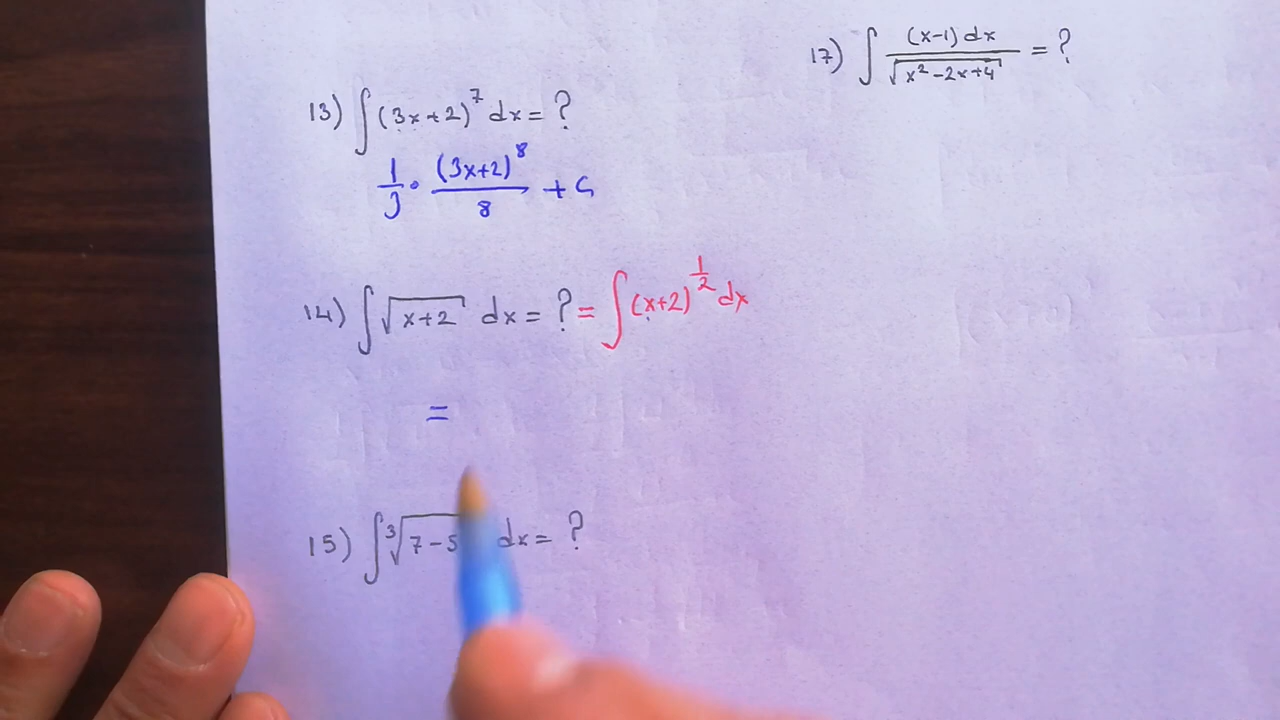 13) ∫(3x+2)^7 dx = ?
1/3 · (3x+2)^8/8 + C
14) ∫√(x+2) dx = ? = ∫(x+2)^(1/2) dx
=
15) ∫∛(7-5 dx = ?
17) ∫ (x-1)dx/√(x²-2x+4) = ?